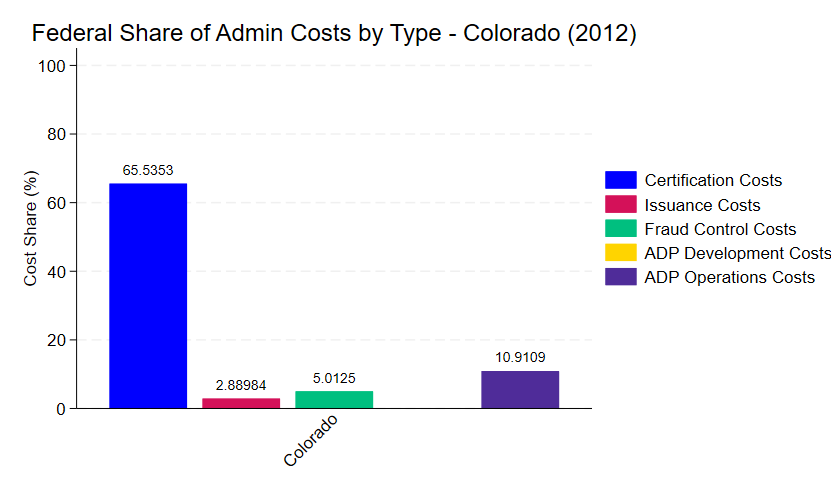 Federal Share of Admin Costs by Type - Colorado (2012)
Cost Share (%)
100
80
60
40
20
0
65.5353
2.88984
5.0125
10.9109
Colorado
Certification Costs
Issuance Costs
Fraud Control Costs
ADP Development Costs
ADP Operations Costs